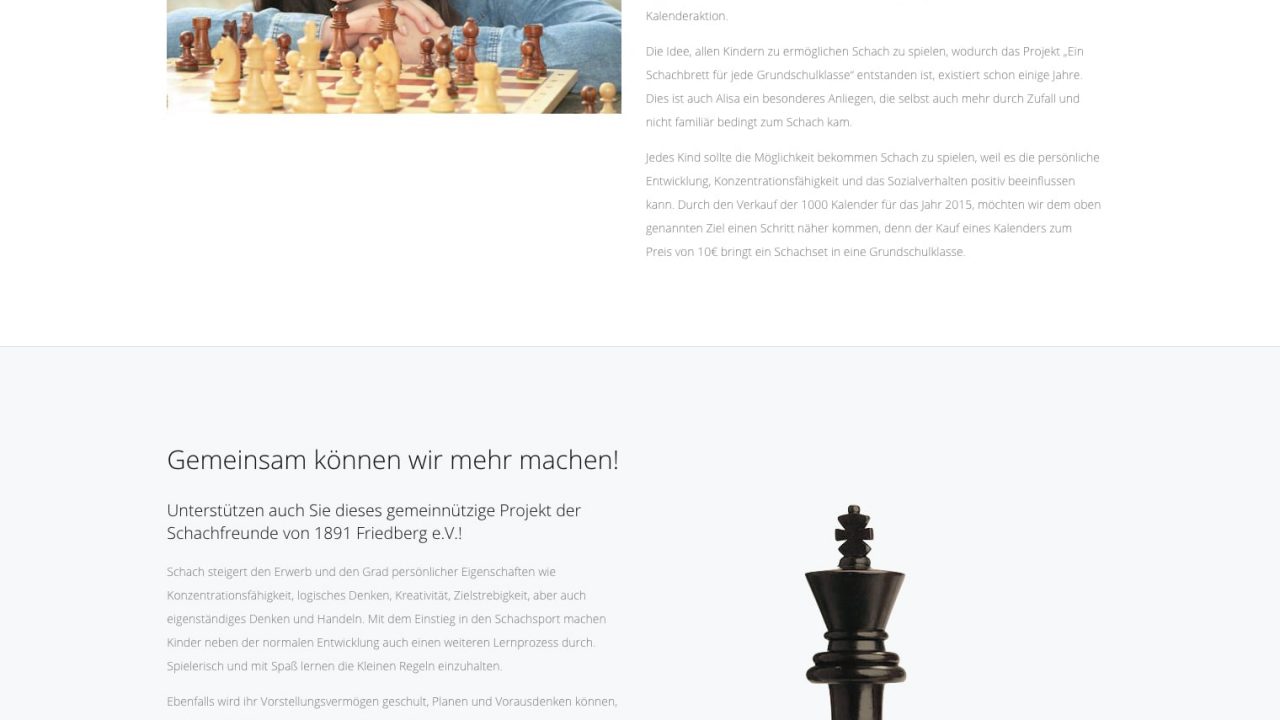 Kalenderaktion.
Die Idee, allen Kindern zu ermöglichen Schach zu spielen, wodurch das Projekt „Ein
Schachbrett für jede Grundschulklasse“ entstanden ist, existiert schon einige Jahre.
Dies ist auch Alisa ein besonderes Anliegen, die selbst auch mehr durch Zufall und
nicht familiär bedingt zum Schach kam.
Jedes Kind sollte die Möglichkeit bekommen Schach zu spielen, weil es die persönliche
Entwicklung, Konzentrationsfähigkeit und das Sozialverhalten positiv beeinflussen
kann. Durch den Verkauf der 1000 Kalender für das Jahr 2015, möchten wir dem oben
genannten Ziel einen Schritt näher kommen, denn der Kauf eines Kalenders zum
Preis von 10€ bringt ein Schachset in eine Grundschulklasse.
Gemeinsam können wir mehr machen!
Unterstützen auch Sie dieses gemeinnützige Projekt der
Schachfreunde von 1891 Friedberg e.V.!
Schach steigert den Erwerb und den Grad persönlicher Eigenschaften wie
Konzentrationsfähigkeit, logisches Denken, Kreativität, Zielstrebigkeit, aber auch
eigenständiges Denken und Handeln. Mit dem Einstieg in den Schachsport machen
Kinder neben der normalen Entwicklung auch einen weiteren Lernprozess durch.
Spielerisch und mit Spaß lernen die Kleinen Regeln einzuhalten.
Ebenfalls wird ihr Vorstellungsvermögen geschult, Planen und Vorausdenken können,